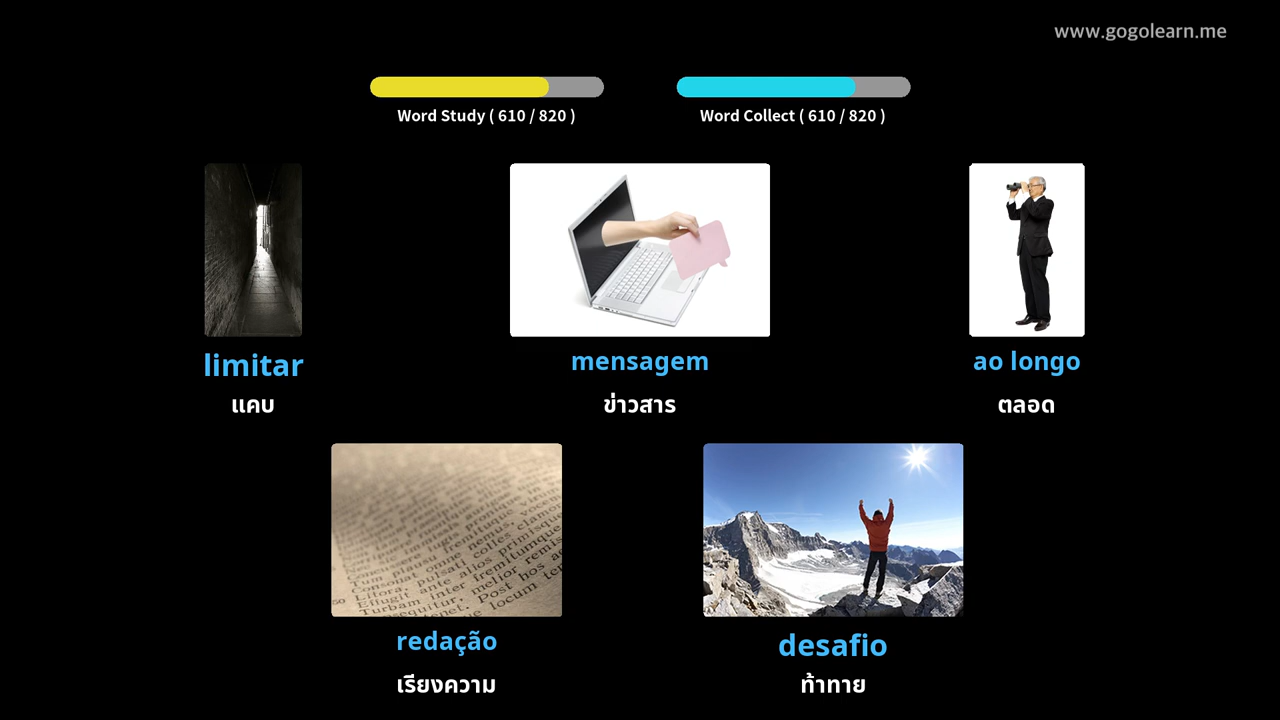 www.gogolearn.me
Word Study ( 610 / 820 )
Word Collect ( 610 / 820 )
limitar
แคบ
mensagem
ข่าวสาร
ao longo
ตลอด
redação
เรียงความ
desafio
ท้าทาย